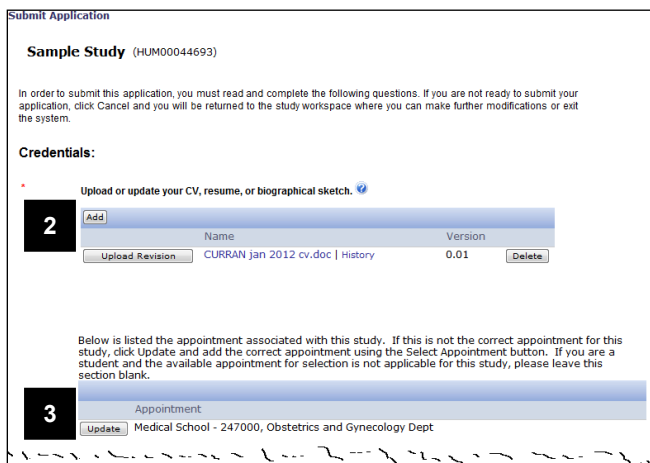 Submit Application
Sample Study (HUM00044693)
In order to submit this application, you must read and complete the following questions. If you are not ready to submit your
application, click Cancel and you will be returned to the study workspace where you can make further modifications or exit
the system.
Credentials:
* Upload or update your CV, resume, or biographical sketch. ?
2
Add
Name Version
Upload Revision CURRAN jan 2012 cv.doc | History 0.01 Delete
Below is listed the appointment associated with this study. If this is not the correct appointment for this
study, click Update and add the correct appointment using the Select Appointment button. If you are a
student and the available appointment for selection is not applicable for this study, please leave this
section blank.
3
Appointment
Update Medical School - 247000, Obstetrics and Gynecology Dept